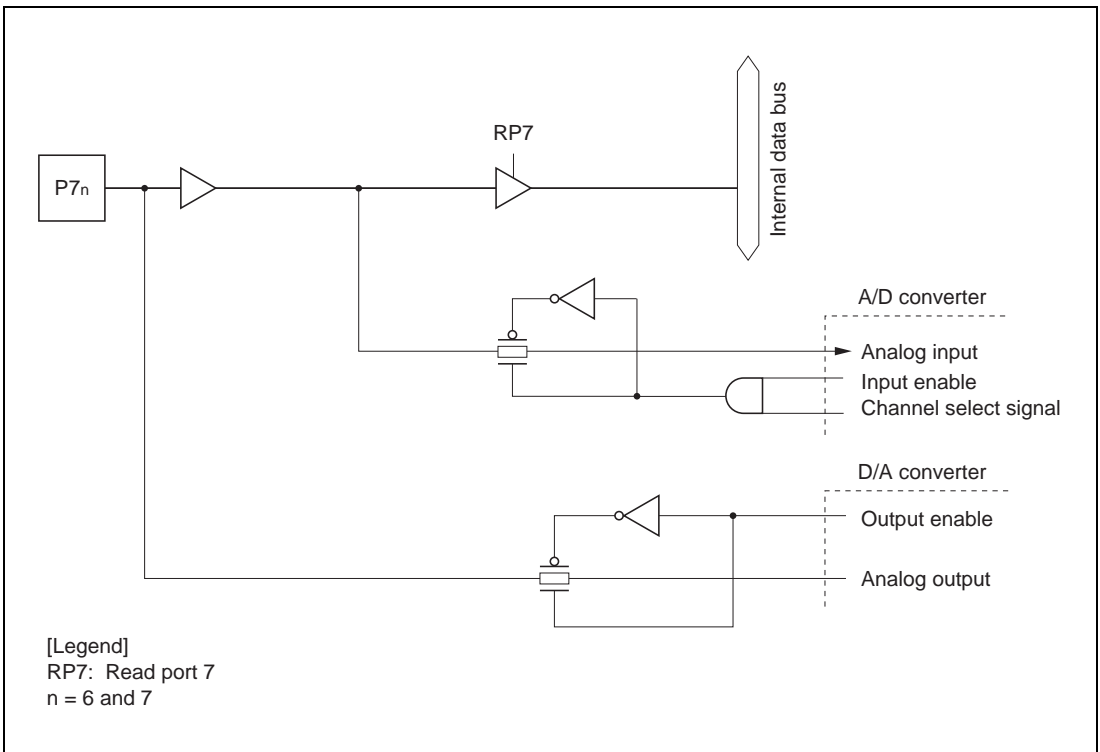 RP7
P7n
Internal data bus
A/D converter
Analog input
Input enable
Channel select signal
D/A converter
Output enable
Analog output
[Legend]
RP7: Read port 7
n = 6 and 7